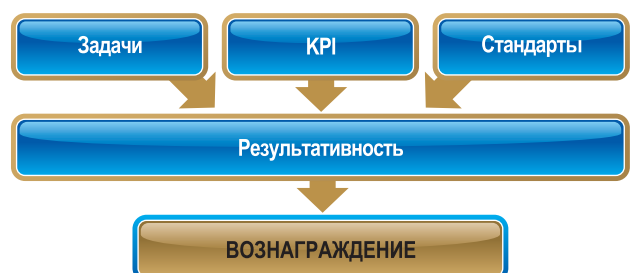 Задачи
KPI
Стандарты
Результативность
ВОЗНАГРАЖДЕНИЕ